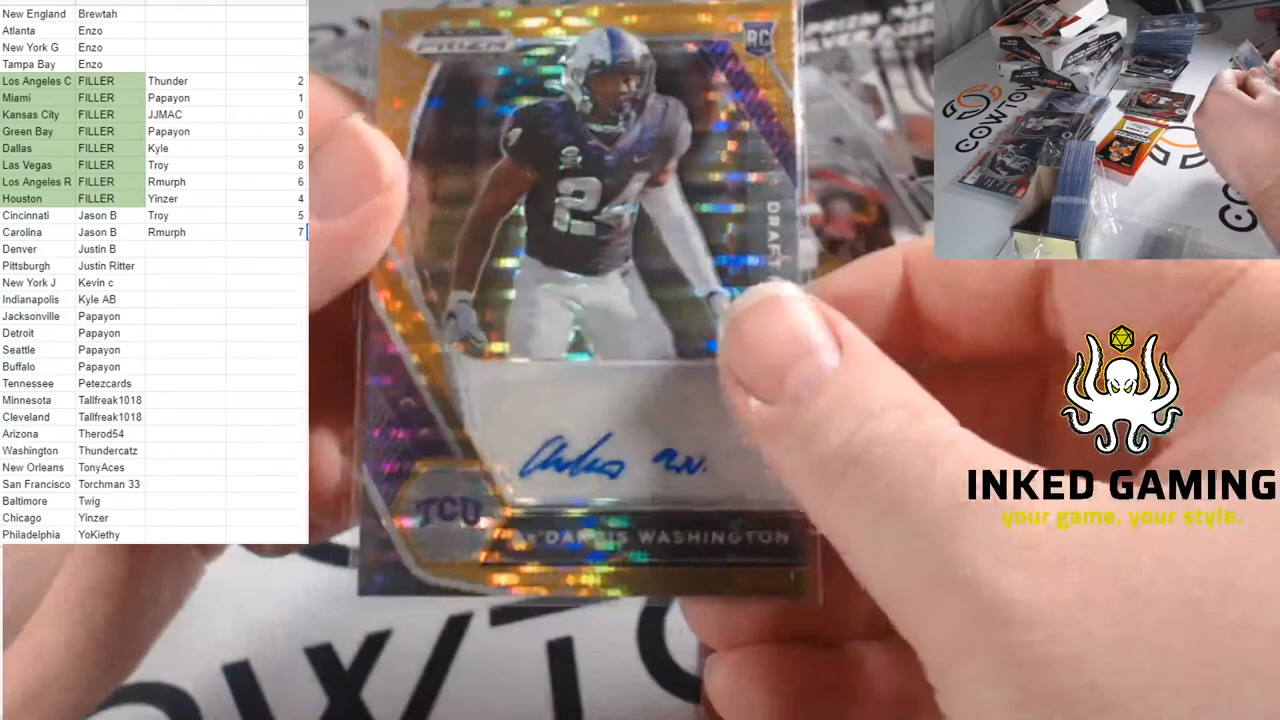 New England Brewtah
Atlanta Enzo
New York G Enzo
Tampa Bay Enzo
Los Angeles C FILLER Thunder 2
Miami FILLER Papayon 1
Kansas City FILLER JJMAC 0
Green Bay FILLER Papayon 3
Dallas FILLER Kyle 9
Las Vegas FILLER Troy 8
Los Angeles R FILLER Rmurph 6
Houston FILLER Yinzer 4
Cincinnati Jason B Troy 5
Carolina Jason B Rmurph 7
Denver Justin B
Pittsburgh Justin Ritter
New York J Kevin c
Indianapolis Kyle AB
Jacksonville Papayon
Detroit Papayon
Seattle Papayon
Buffalo Papayon
Tennessee Petezcards
Minnesota Tallfreak1018
Cleveland Tallfreak1018
Arizona Therod54
Washington Thundercatz
New Orleans TonyAces
San Francisco Torchman 33
Baltimore Twig
Chicago Yinzer
Philadelphia YoKiethy
PRIZM
RC
24
DRAFT
TCU
WASHINGTON
COWTOW
INKED GAMING
your game. your style.